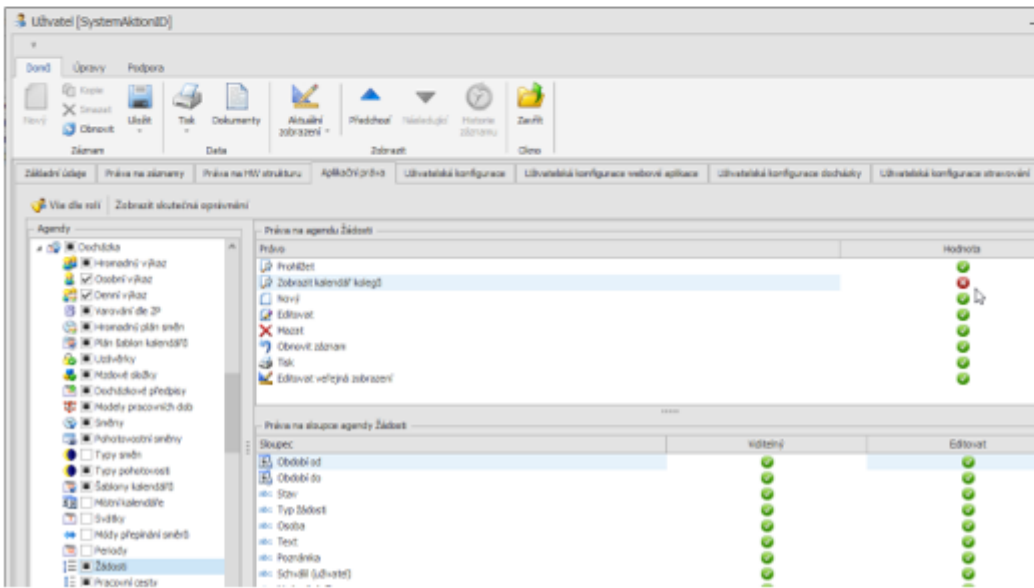 Uživatel [SystemAktionID]
Domů Úpravy Podpora
Nový Kopie Smazat Obnovit Uložit Tisk Dokumenty Aktuální zobrazení Předchozí Následující Historie záznamu Zavřít
Záznam Data Zobrazit Okno
Základní údaje Práva na záznamy Práva na HW strukturu Aplikační práva Uživatelská konfigurace Uživatelská konfigurace webové aplikace Uživatelská konfigurace docházky Uživatelská konfigurace stravování
Vše dle rolí Zobrazit skutečná oprávnění
Agendy
Docházka
Hromadný výkaz
Osobní výkaz
Denní výkaz
Varování dle ZP
Hromadný plán směn
Plán šablon kalendářů
Uzávěrky
Mzdové složky
Docházkové předpisy
Modely pracovních dob
Směny
Pohotovostní směny
Typy směn
Typy pohotovosti
Šablony kalendářů
Místní kalendáře
Svátky
Módy přepínání směrů
Periody
Žádosti
Pracovní cesty
Práva na agendu Žádosti
Právo Hodnota
Prohlížet
Zobrazit kalendář kolegů
Nový
Editovat
Mazat
Obnovit záznam
Tisk
Editovat veřejná zobrazení
Práva na sloupce agendy Žádosti
Sloupec Viditelný Editovat
Období od
Období do
abc Stav
abc Typ žádosti
abc Osoba
abc Text
abc Poznámka
abc Schválil (uživatel)